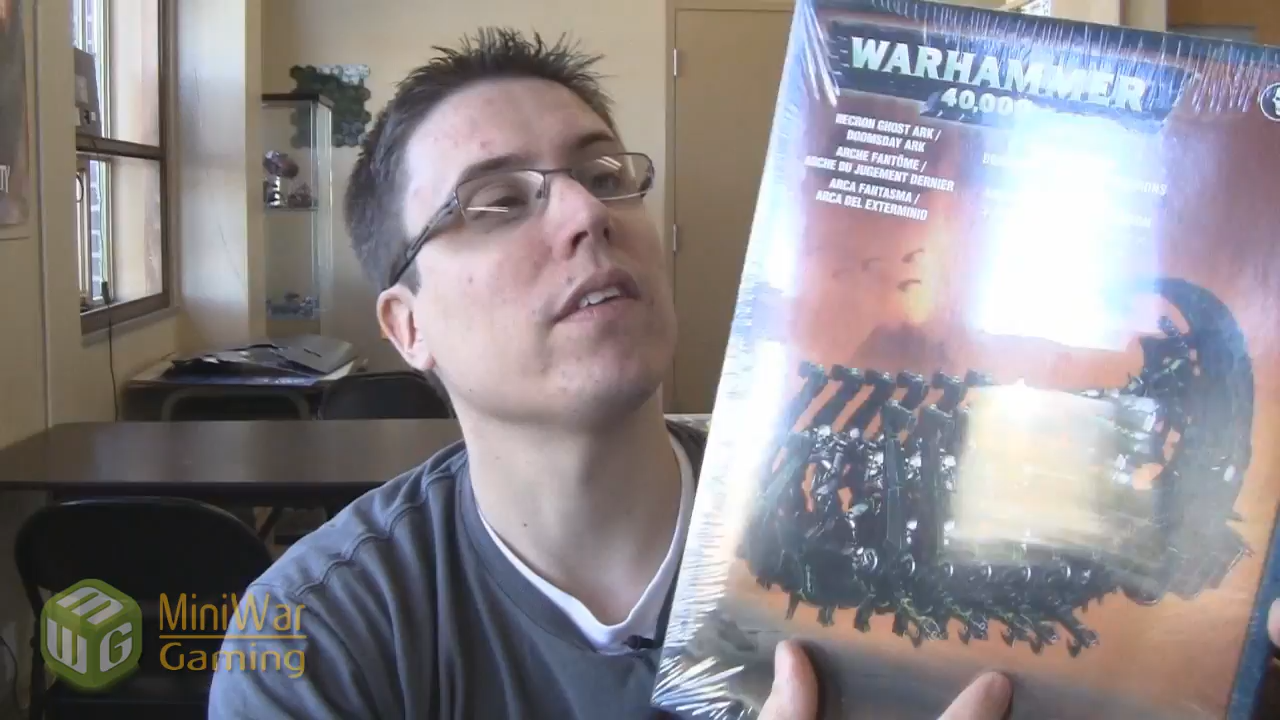 WARHAMMER
40,000
NECRON GHOST ARK /
DOOMSDAY ARK
ARCHE FANTÔME /
ARCHE DU JUGEMENT DERNIER
ARCA FANTASMA /
ARCA DEL EXTERMINIO
MWG
MiniWar
Gaming